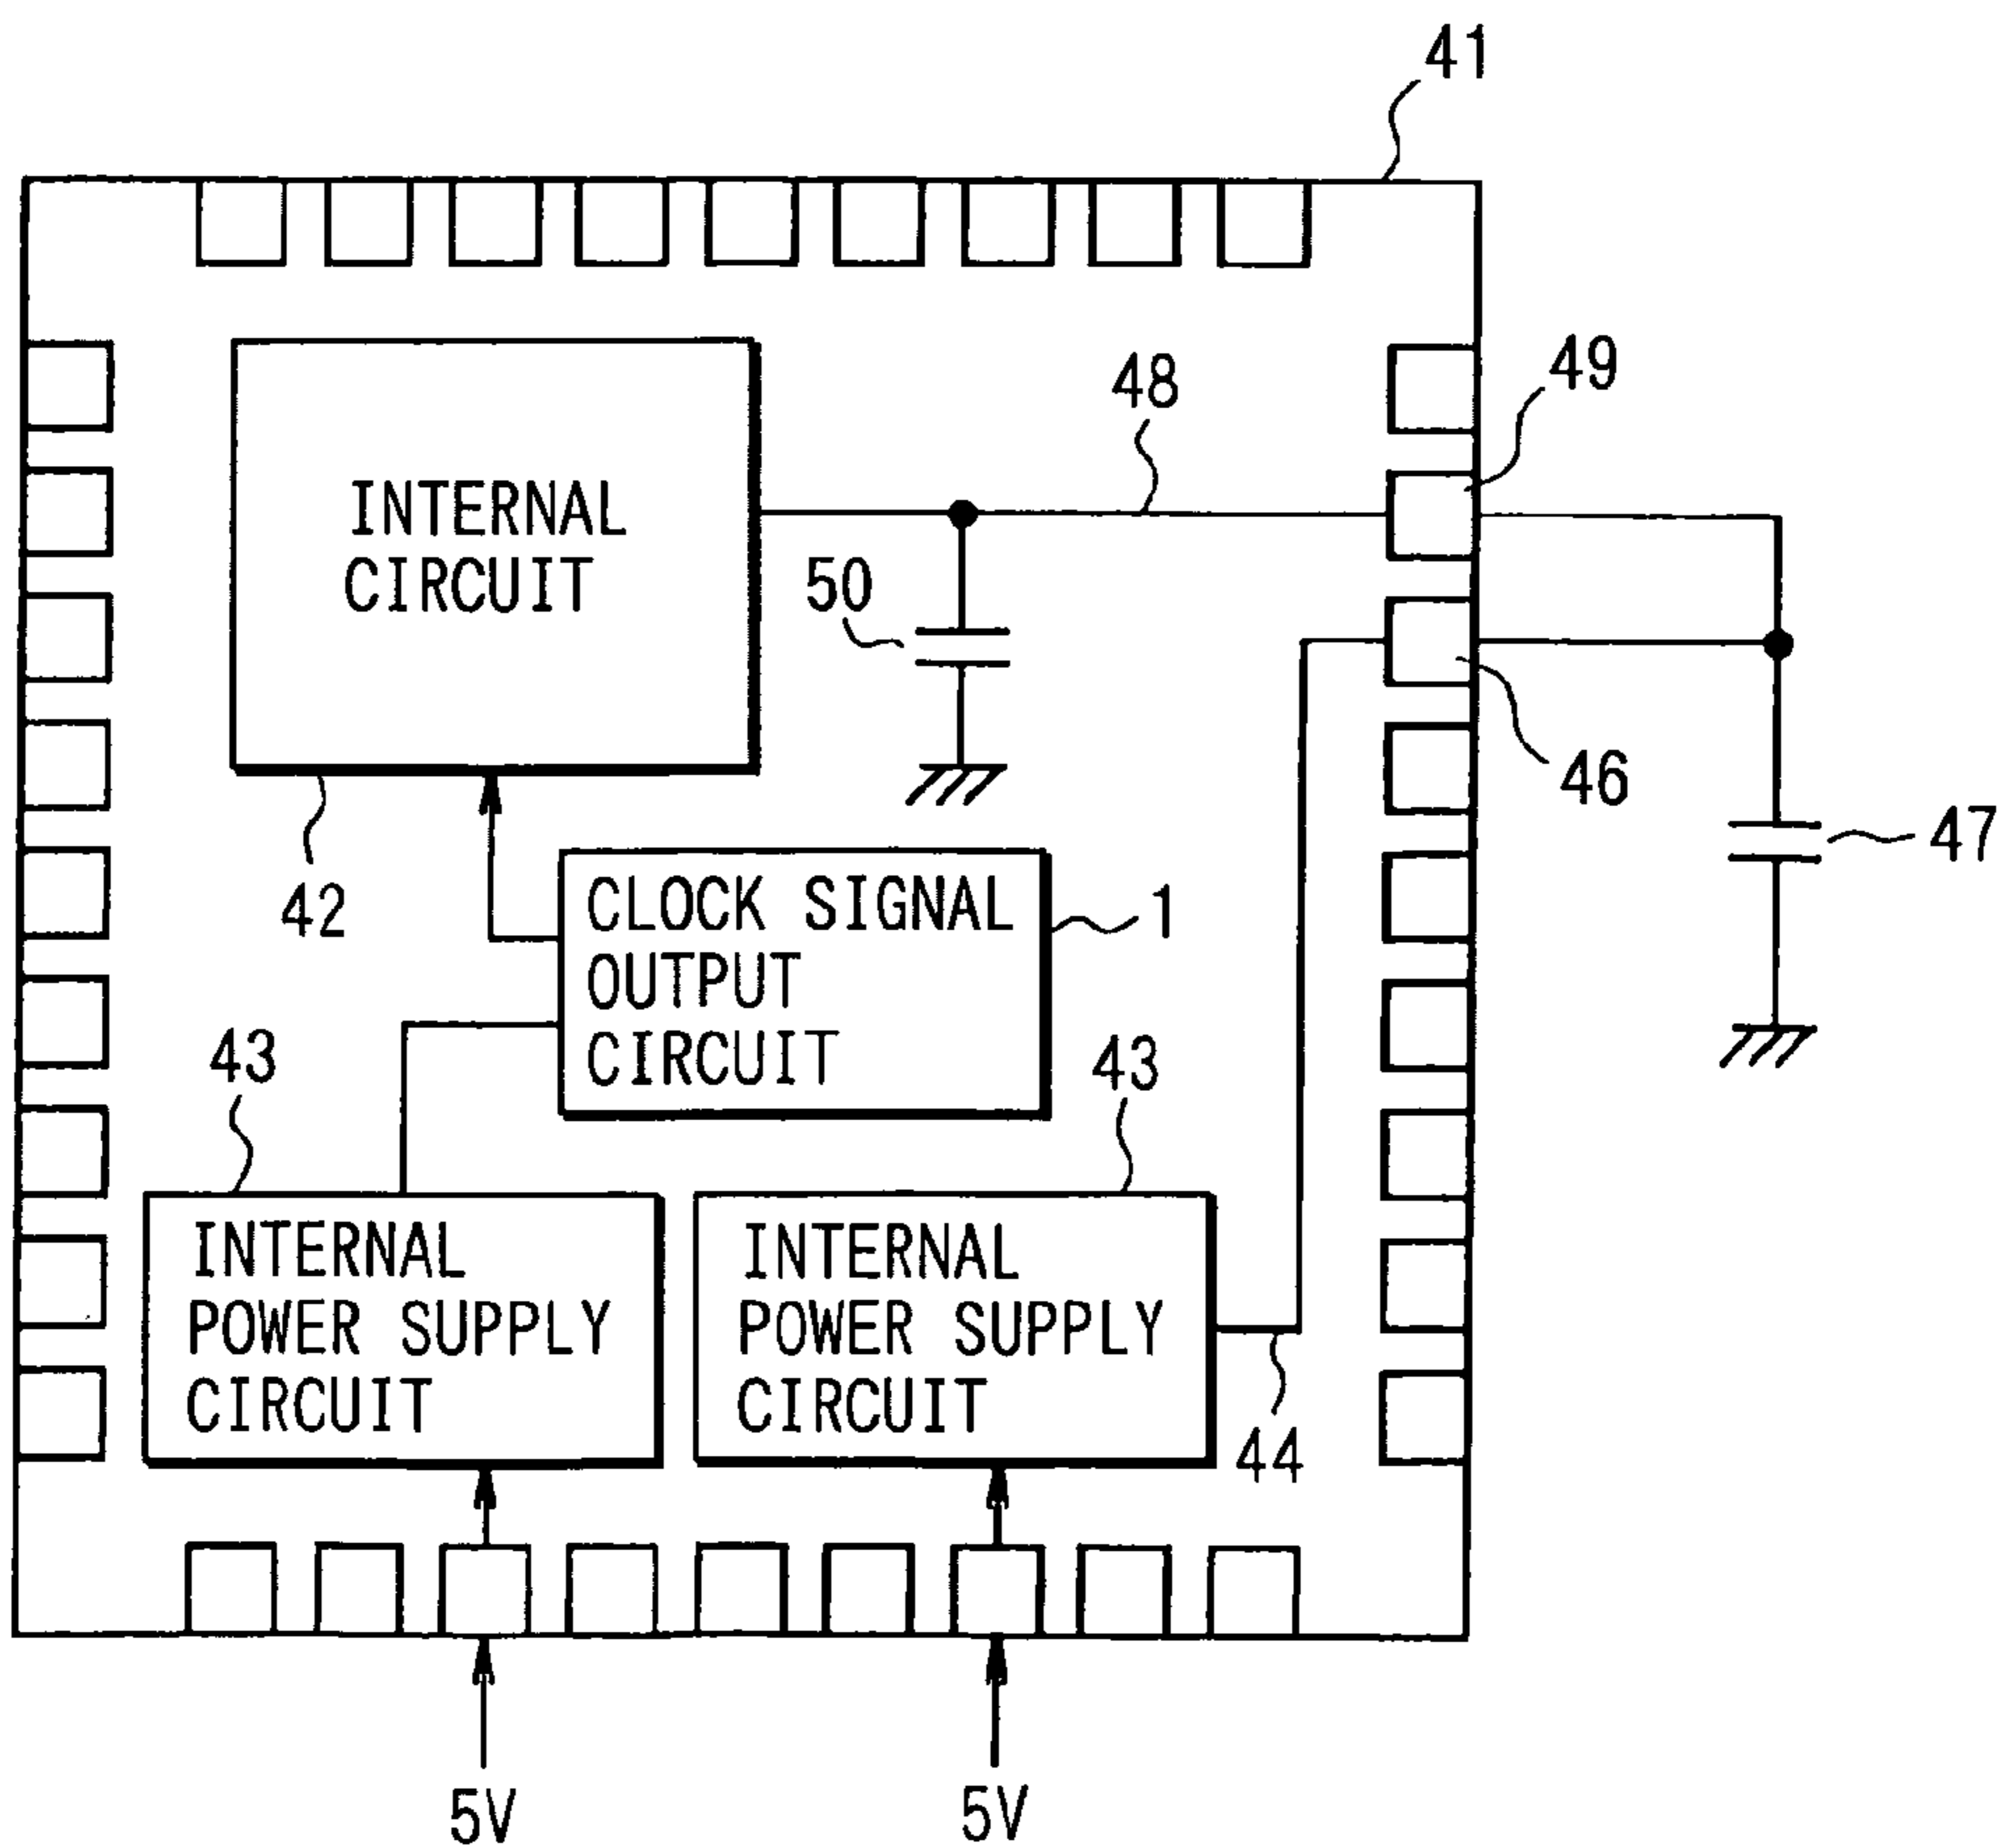 41
49
48
INTERNAL
CIRCUIT
50
46
47
42
CLOCK SIGNAL
OUTPUT
CIRCUIT
1
43
43
INTERNAL
POWER SUPPLY
CIRCUIT
INTERNAL
POWER SUPPLY
CIRCUIT
44
5V
5V